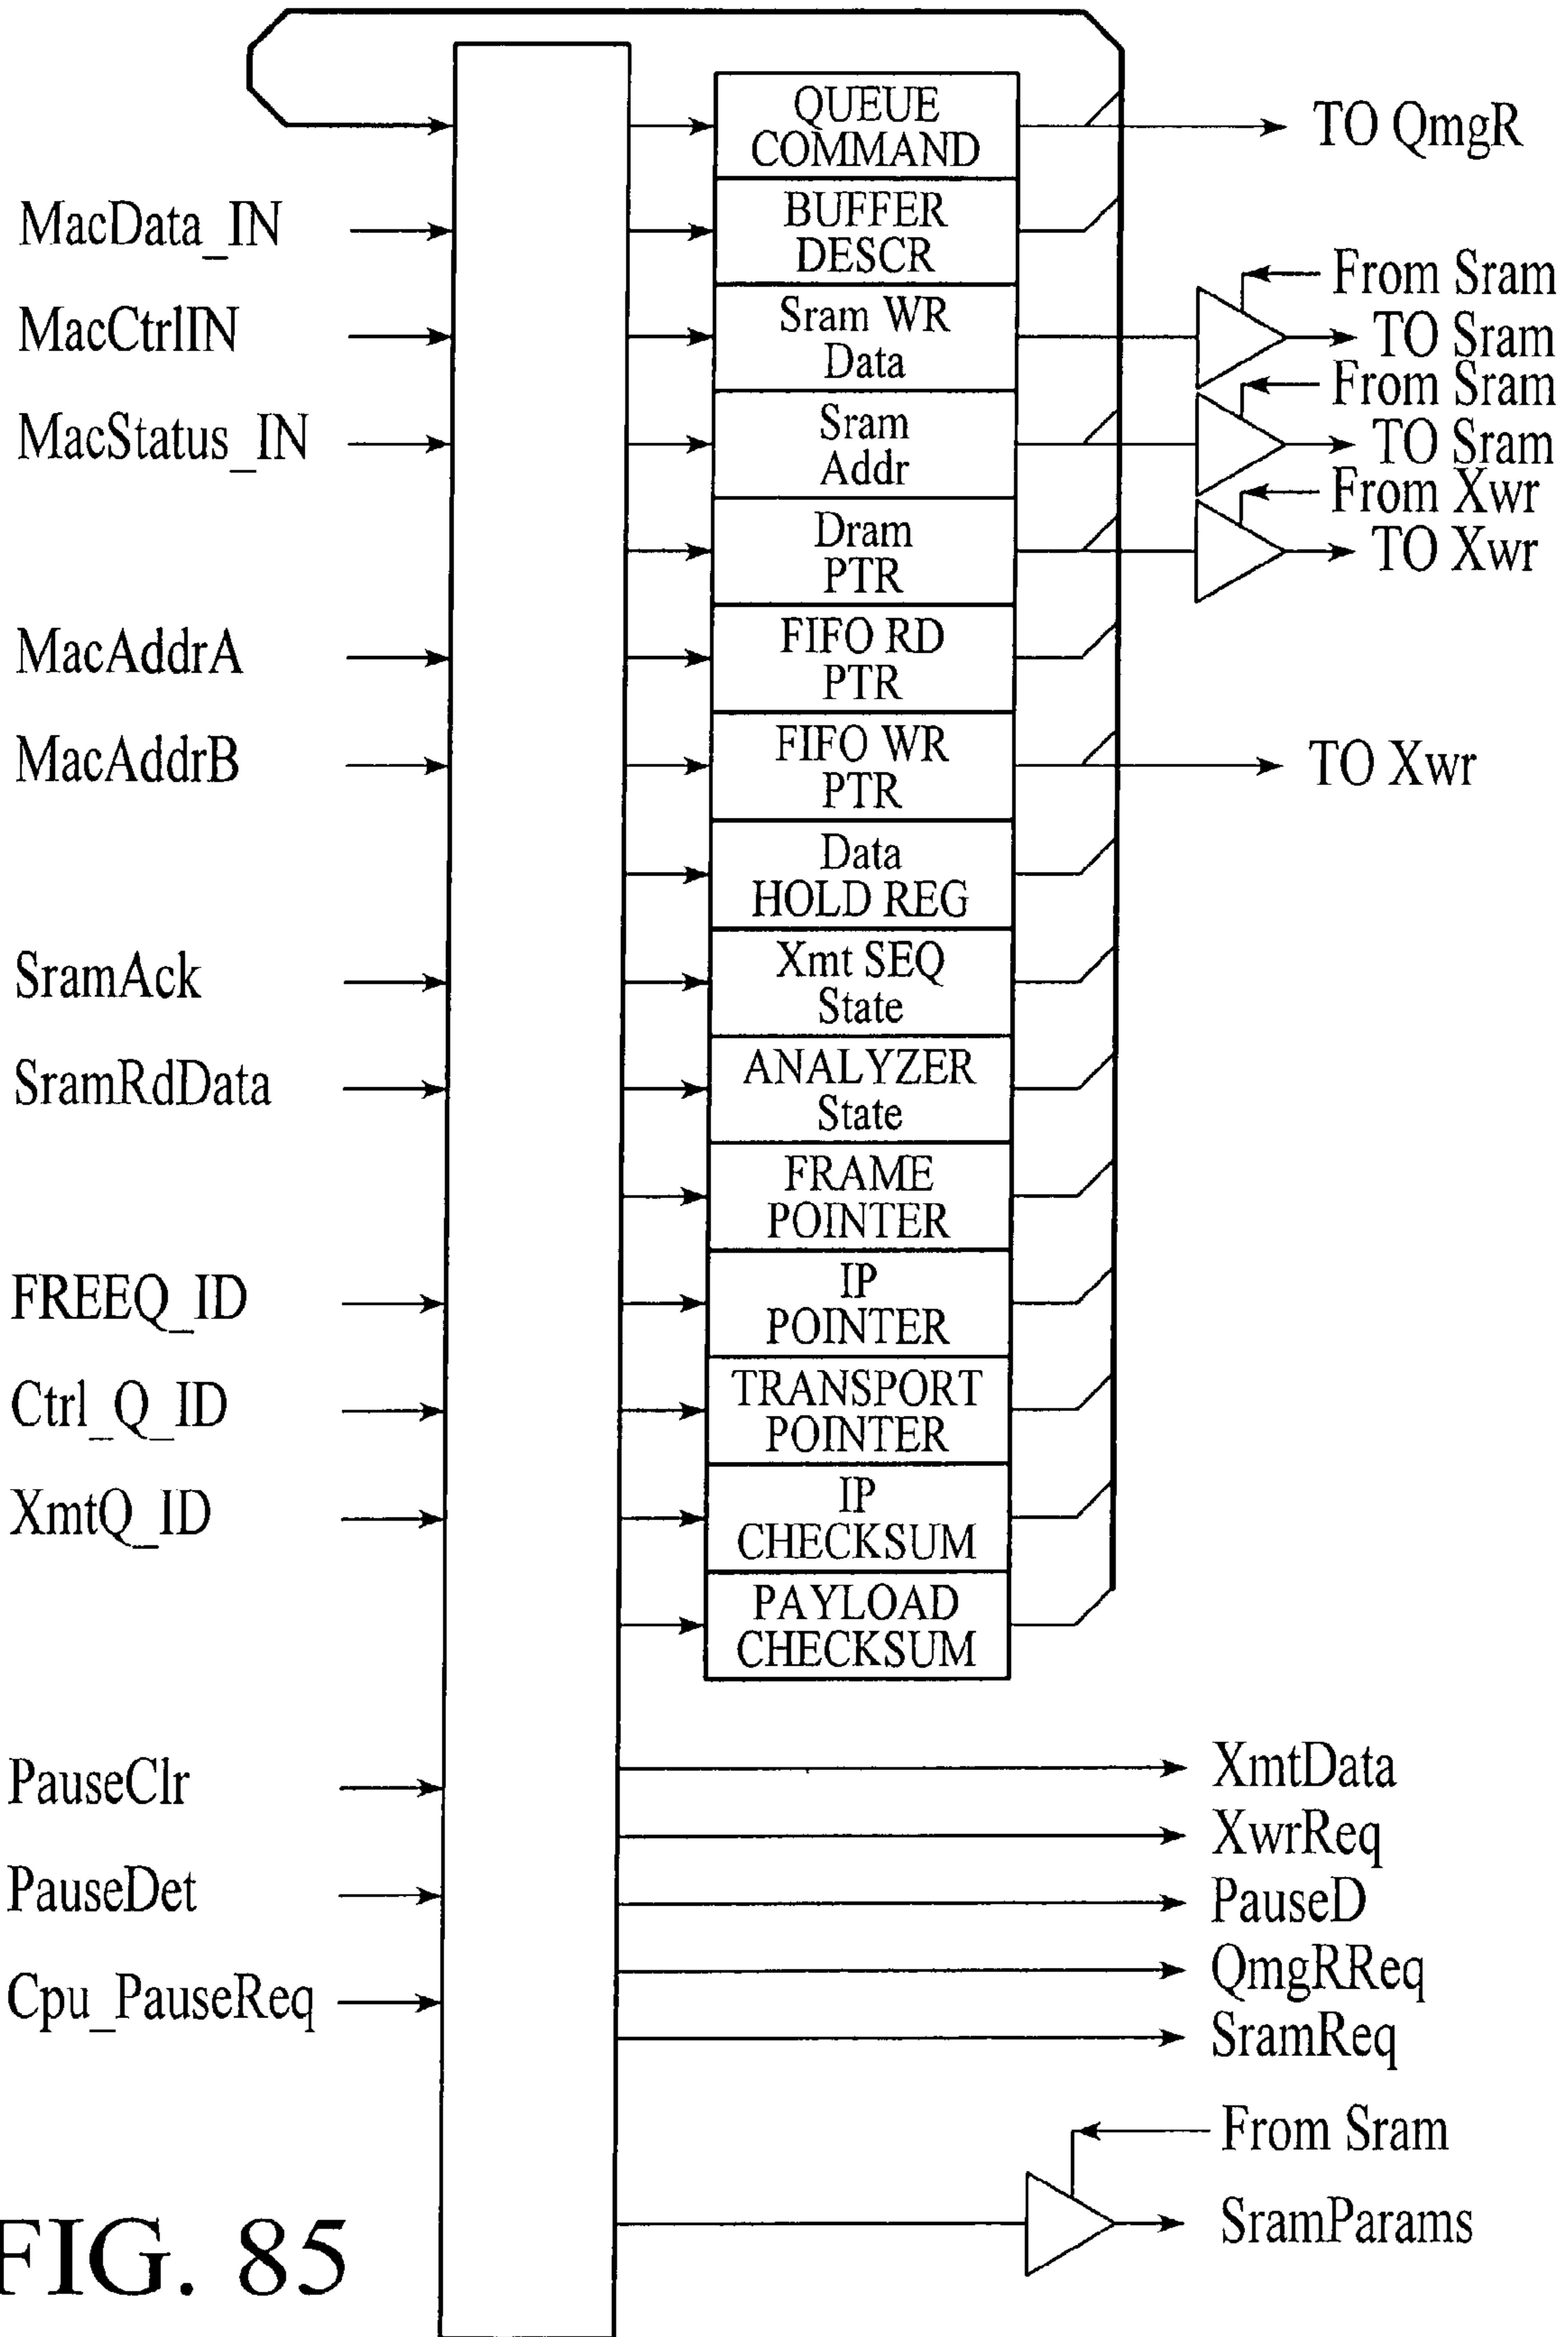 QUEUE
COMMAND
TO QmgR
MacData_IN
BUFFER
DESCR
From Sram
MacCtrlIN
Sram WR
Data
TO Sram
From Sram
MacStatus_IN
Sram
Addr
TO Sram
From Xwr
Dram
PTR
TO Xwr
MacAddrA
FIFO RD
PTR
MacAddrB
FIFO WR
PTR
TO Xwr
Data
HOLD REG
SramAck
Xmt SEQ
State
SramRdData
ANALYZER
State
FRAME
POINTER
FREEQ_ID
IP
POINTER
Ctrl_Q_ID
TRANSPORT
POINTER
XmtQ_ID
IP
CHECKSUM
PAYLOAD
CHECKSUM
PauseClr
XmtData
XwrReq
PauseDet
PauseD
QmgRReq
Cpu_PauseReq
SramReq
From Sram
SramParams
FIG. 85